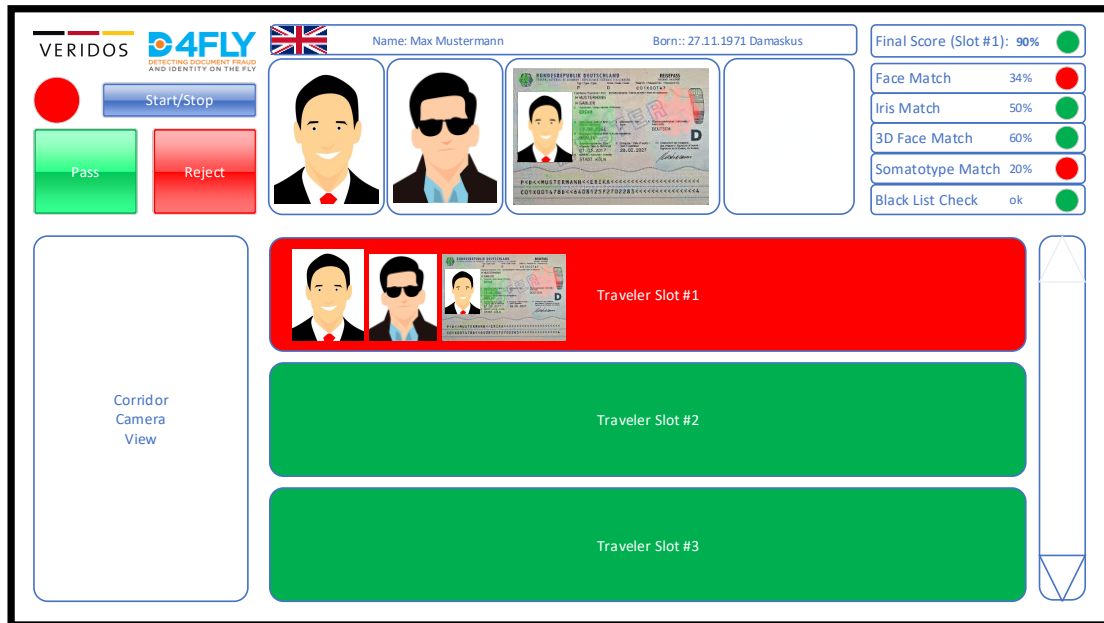 VERIDOS
D4FLY
DETECTING DOCUMENT FRAUD
AND IDENTITY ON THE FLY
Start/Stop
Pass
Reject
Name: Max Mustermann
Born:: 27.11.1971 Damaskus
BUNDESREPUBLIK DEUTSCHLAND
REISEPASS
DEUTSCH
D
STADT KÖLN
Final Score (Slot #1): 90%
Face Match 34%
Iris Match 50%
3D Face Match 60%
Somatotype Match 20%
Black List Check ok
Corridor
Camera
View
Traveler Slot #1
Traveler Slot #2
Traveler Slot #3